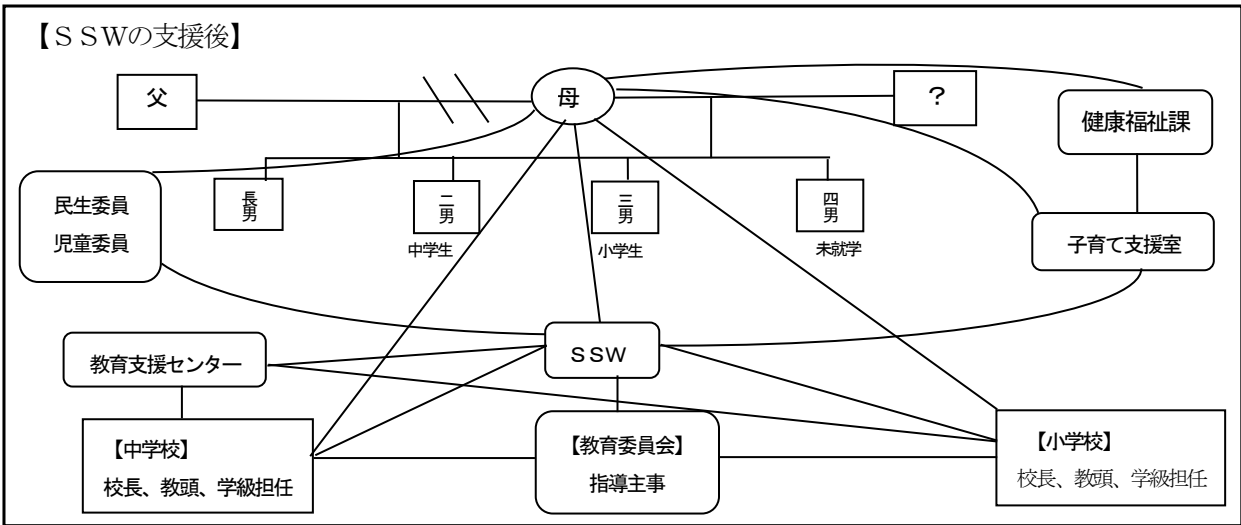 【ＳＳＷの支援後】
父
母
？
健康福祉課
民生委員
児童委員
長男
二男
三男
四男
中学生
小学生
未就学
子育て支援室
教育支援センター
ＳＳＷ
【中学校】
校長、教頭、学級担任
【教育委員会】
指導主事
【小学校】
校長、教頭、学級担任